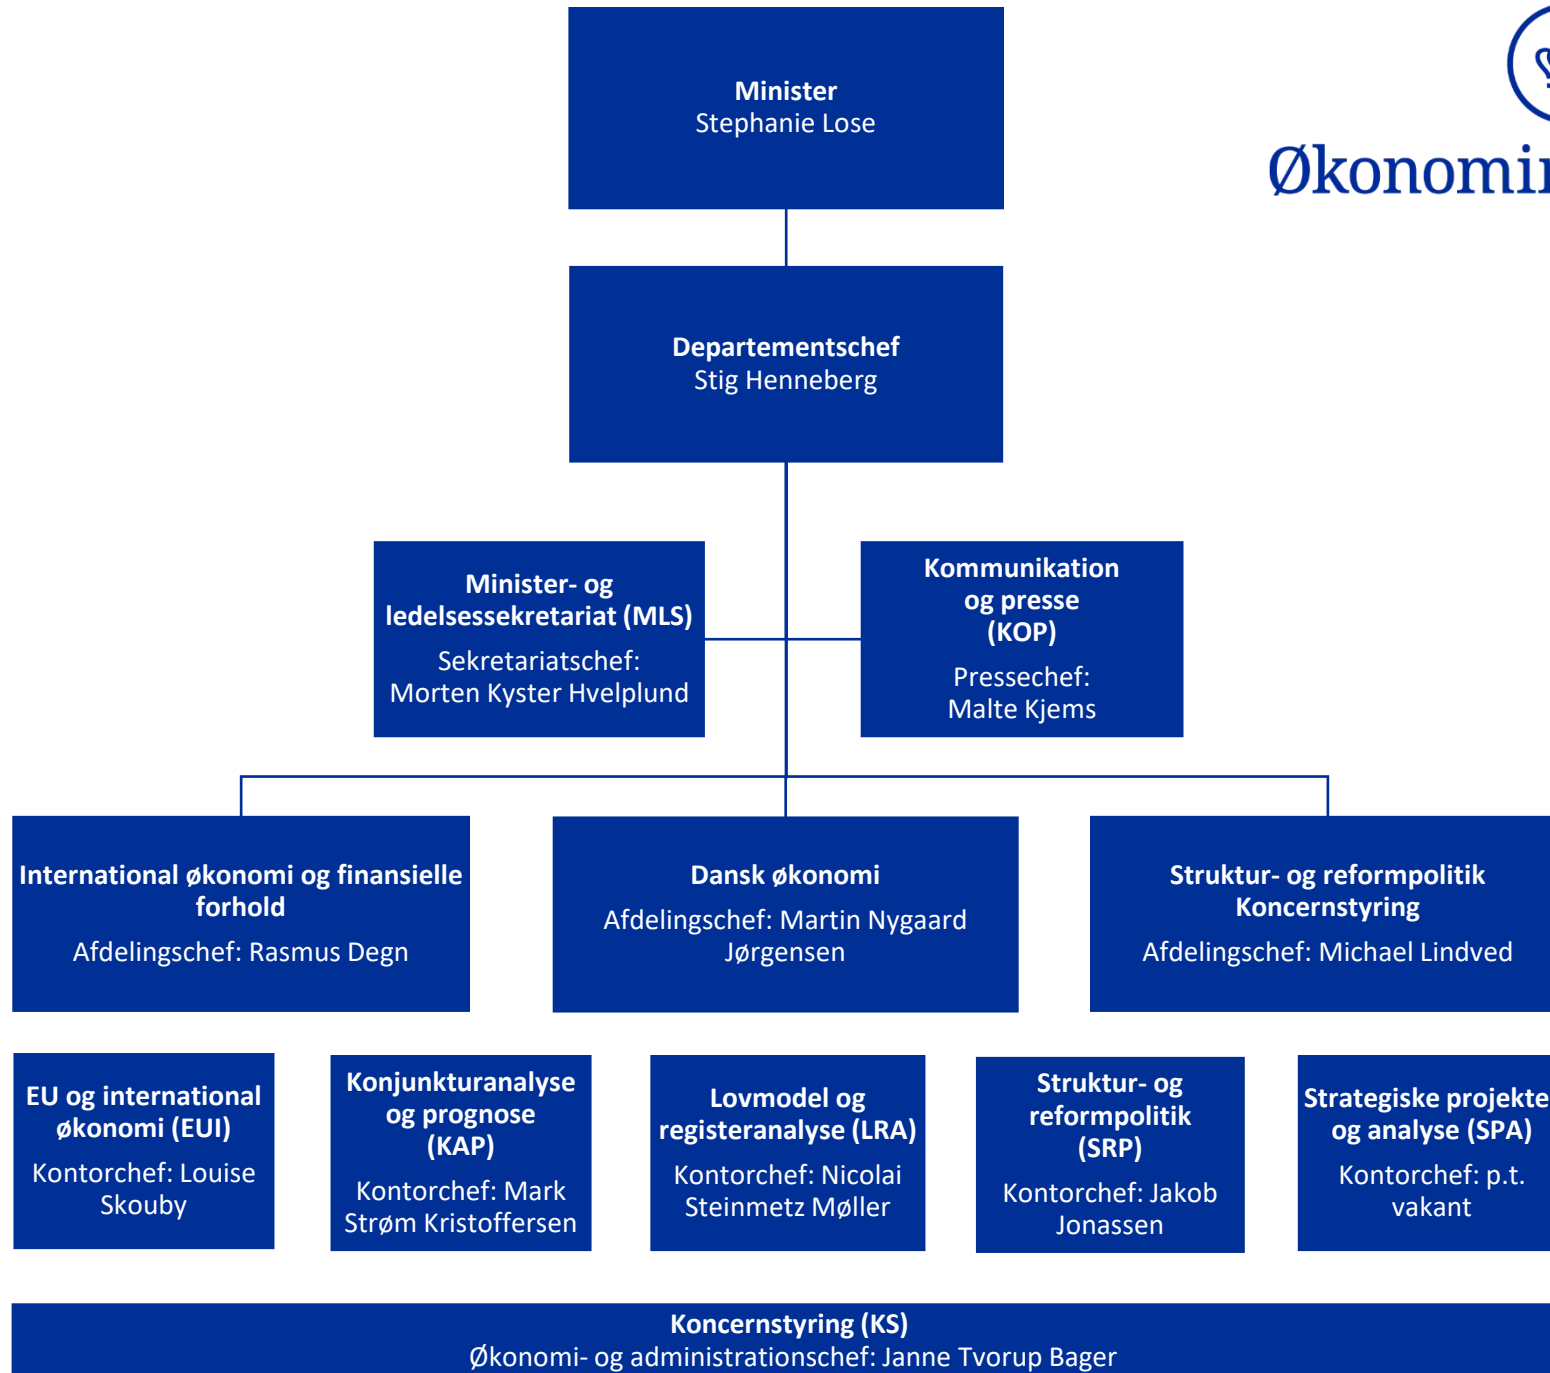 Minister
Stephanie Lose
Departementschef
Stig Henneberg
Minister- og
ledelsessekretariat (MLS)
Sekretariatschef:
Morten Kyster Hvelplund
Kommunikation
og presse
(KOP)
Pressechef:
Malte Kjems
International økonomi og finansielle
forhold
Afdelingschef: Rasmus Degn
Dansk økonomi
Afdelingschef: Martin Nygaard
Jørgensen
Struktur- og reformpolitik
Koncernstyring
Afdelingschef: Michael Lindved
EU og international
økonomi (EUI)
Kontorchef: Louise
Skouby
Konjunkturanalyse
og prognose
(KAP)
Kontorchef: Mark
Strøm Kristoffersen
Lovmodel og
registeranalyse (LRA)
Kontorchef: Nicolai
Steinmetz Møller
Struktur- og
reformpolitik
(SRP)
Kontorchef: Jakob
Jonassen
Strategiske projekte
og analyse (SPA)
Kontorchef: p.t.
vakant
Koncernstyring (KS)
Økonomi- og administrationschef: Janne Tvorup Bager